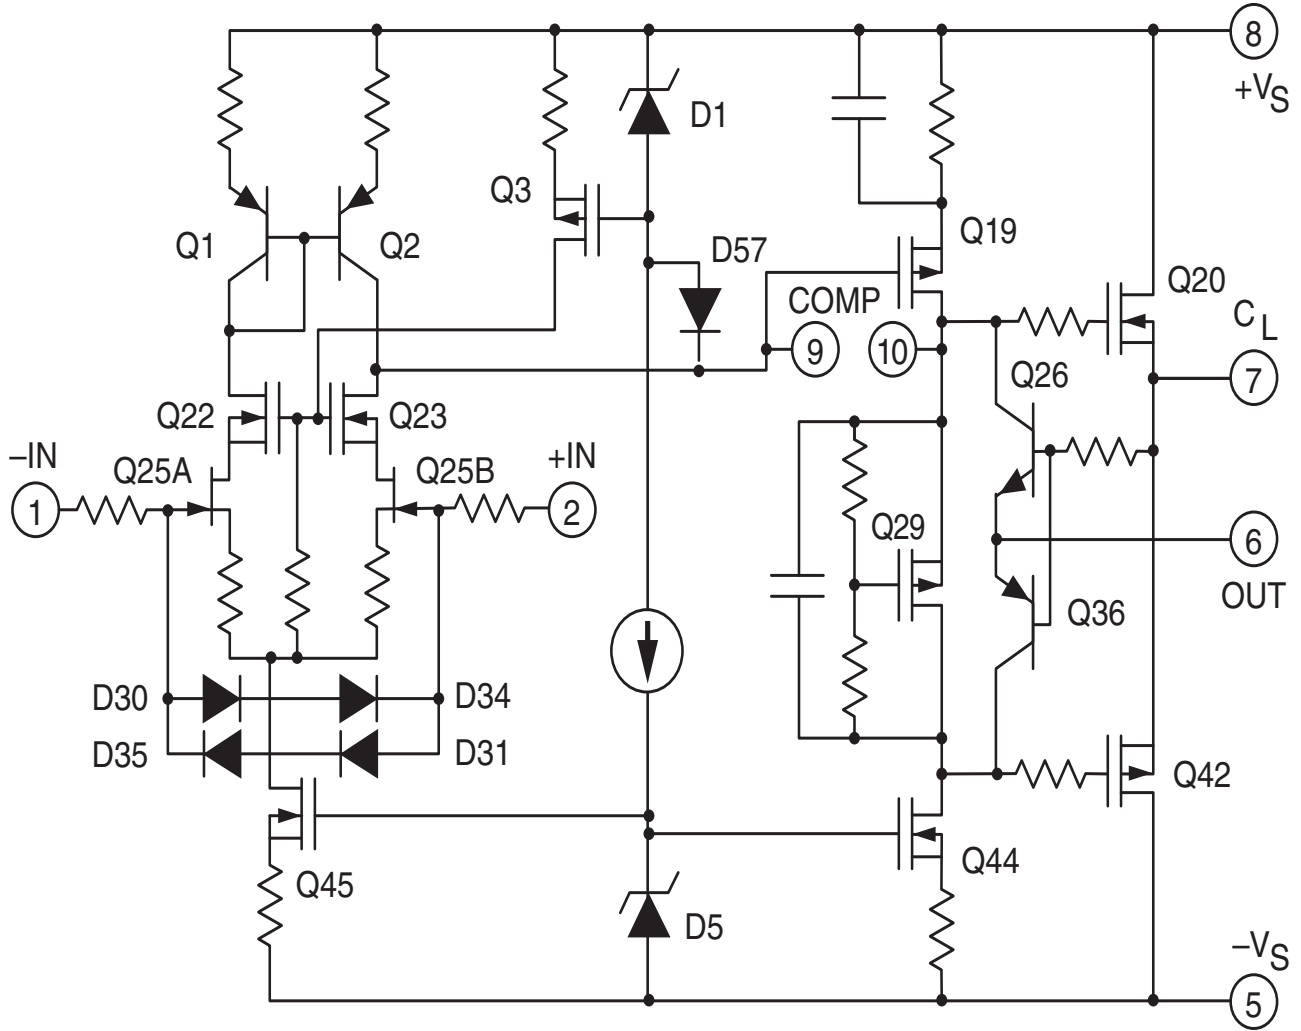 8
+VS
D1
Q3
Q1
Q2
D57
Q19
COMP
9
10
Q20
CL
7
Q26
Q22
Q23
–IN
Q25A
Q25B
+IN
1
2
Q29
6
OUT
Q36
D30
D34
D35
D31
Q42
Q44
Q45
D5
–VS
5